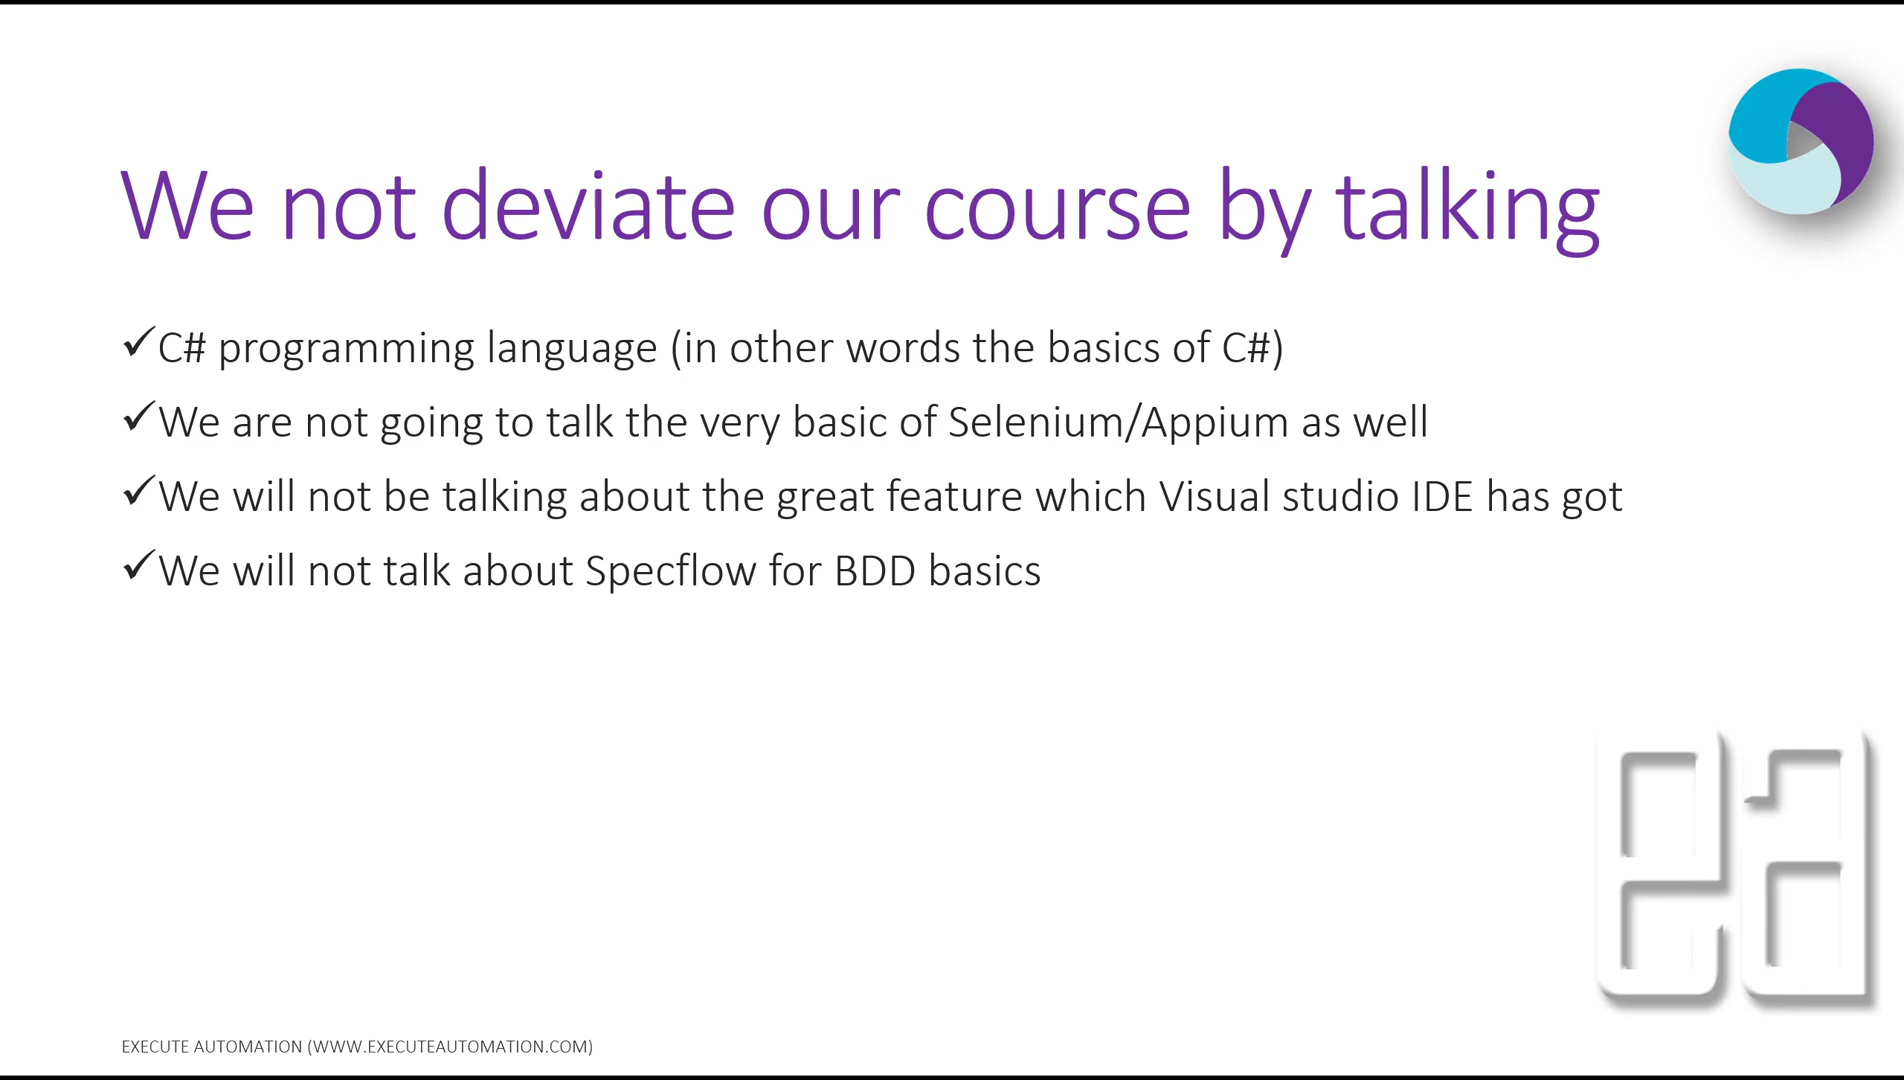 We not deviate our course by talking
✓C# programming language (in other words the basics of C#)
✓We are not going to talk the very basic of Selenium/Appium as well
✓We will not be talking about the great feature which Visual studio IDE has got
✓We will not talk about Specflow for BDD basics
ea
EXECUTE AUTOMATION (WWW.EXECUTEAUTOMATION.COM)